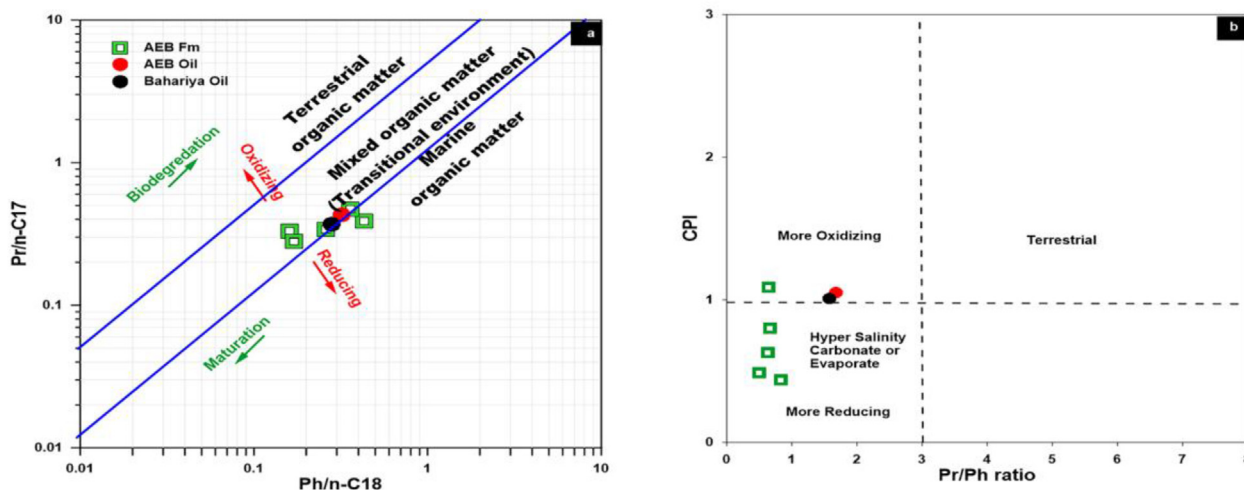 a
AEB Fm
AEB Oil
Bahariya Oil
Terrestrial
organic matter
Mixed organic matter
(Transitional environment)
Marine
organic matter
Biodegredation
Oxidizing
Reducing
Maturation
10
1
0.1
0.01
0.01
0.1
1
10
Pr/n-C17
Ph/n-C18
b
3
2
1
0
CPI
More Oxidizing
Terrestrial
Hyper Salinity
Carbonate or
Evaporate
More Reducing
0
1
2
3
4
5
6
7
8
Pr/Ph ratio